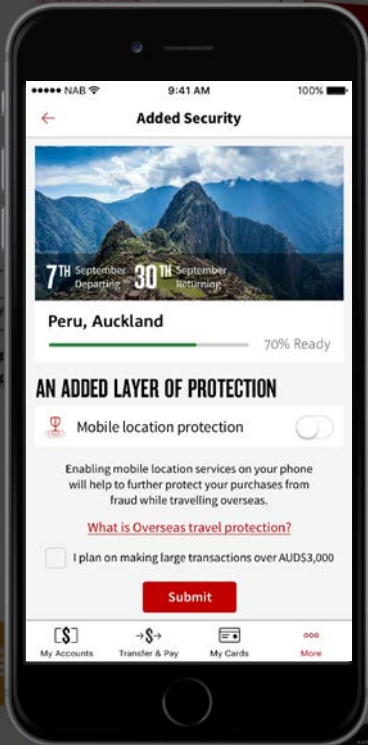 NAB 9:41 AM 100%
Added Security
7TH September Departing 30TH September Returning
Peru, Auckland
70% Ready
AN ADDED LAYER OF PROTECTION
Mobile location protection
Enabling mobile location services on your phone
will help to further protect your purchases from
fraud while travelling overseas.
What is Overseas travel protection?
I plan on making large transactions over AUD$3,000
Submit
My Accounts Transfer & Pay My Cards More